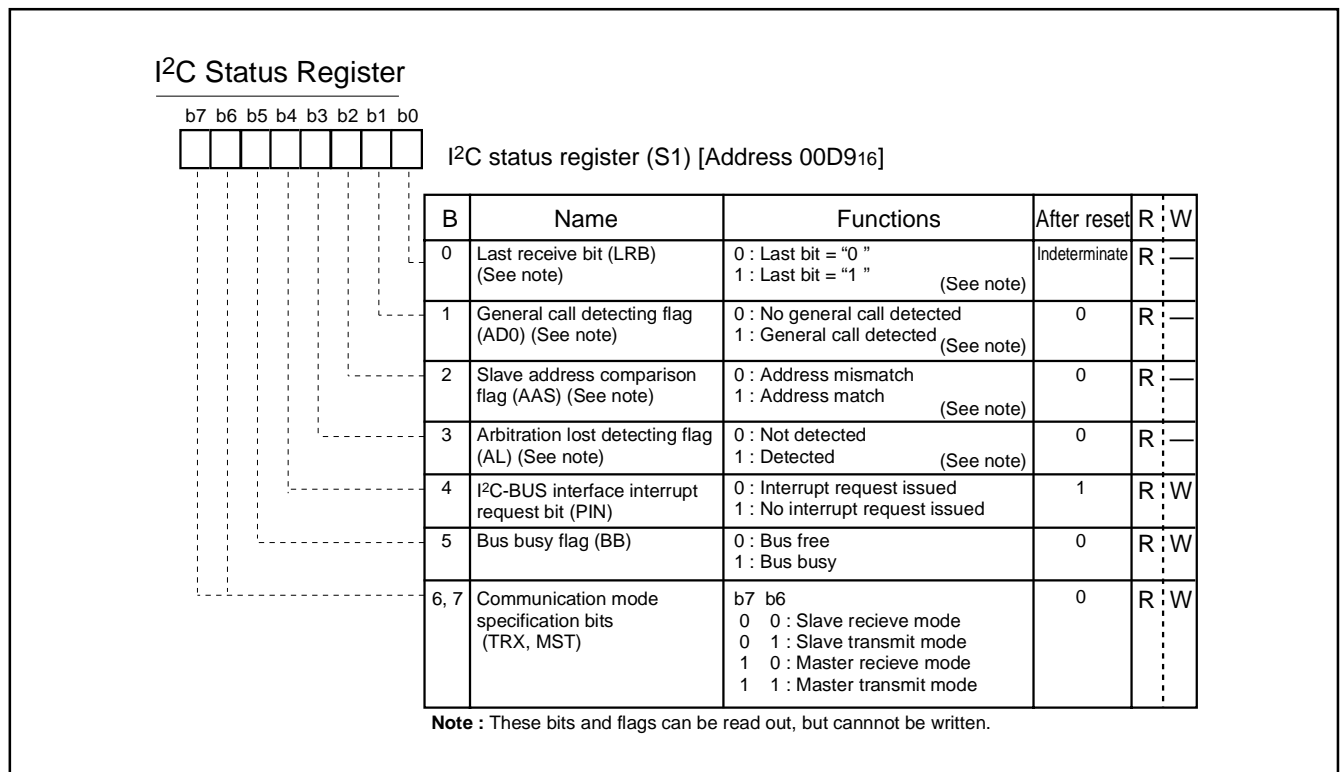 I2C Status Register
b7 b6 b5 b4 b3 b2 b1 b0
I2C status register (S1) [Address 00D916]
B Name Functions After reset R W
0 Last receive bit (LRB) (See note) 0 : Last bit = “0 ” 1 : Last bit = “1 ” (See note) Indeterminate R —
1 General call detecting flag (AD0) (See note) 0 : No general call detected 1 : General call detected (See note) 0 R —
2 Slave address comparison flag (AAS) (See note) 0 : Address mismatch 1 : Address match (See note) 0 R —
3 Arbitration lost detecting flag (AL) (See note) 0 : Not detected 1 : Detected (See note) 0 R —
4 I2C-BUS interface interrupt request bit (PIN) 0 : Interrupt request issued 1 : No interrupt request issued 1 R W
5 Bus busy flag (BB) 0 : Bus free 1 : Bus busy 0 R W
6, 7 Communication mode specification bits (TRX, MST) b7 b6 0 R W
0 0 : Slave recieve mode
0 1 : Slave transmit mode
1 0 : Master recieve mode
1 1 : Master transmit mode
Note : These bits and flags can be read out, but cannnot be written.